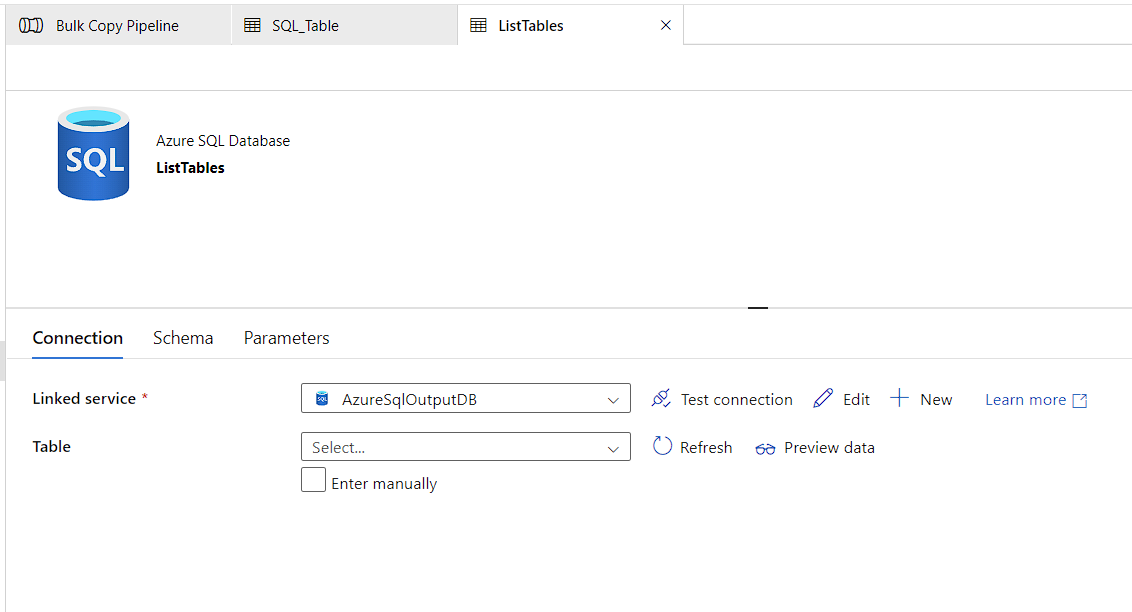 Bulk Copy Pipeline SQL_Table ListTables
SQL
Azure SQL Database
ListTables
Connection Schema Parameters
Linked service * AzureSqlOutputDB Test connection Edit New Learn more
Table Select... Refresh Preview data
Enter manually